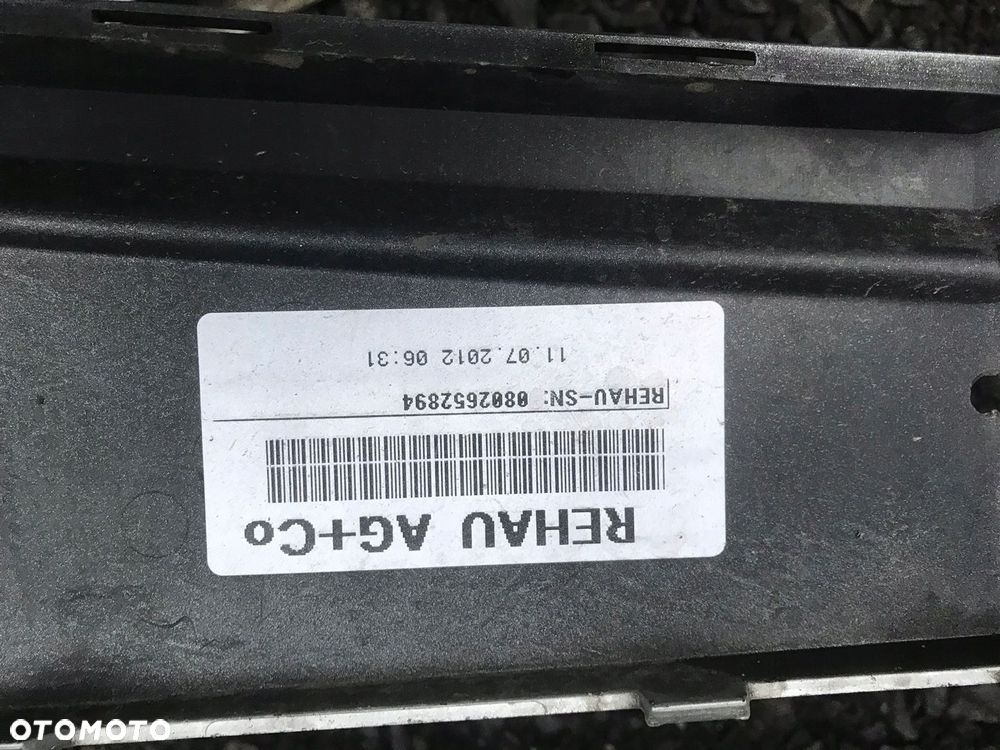 REHAU AG+Co
REHAU-SN: 0802652894
11.07.2012 06:31
OTOMOTO